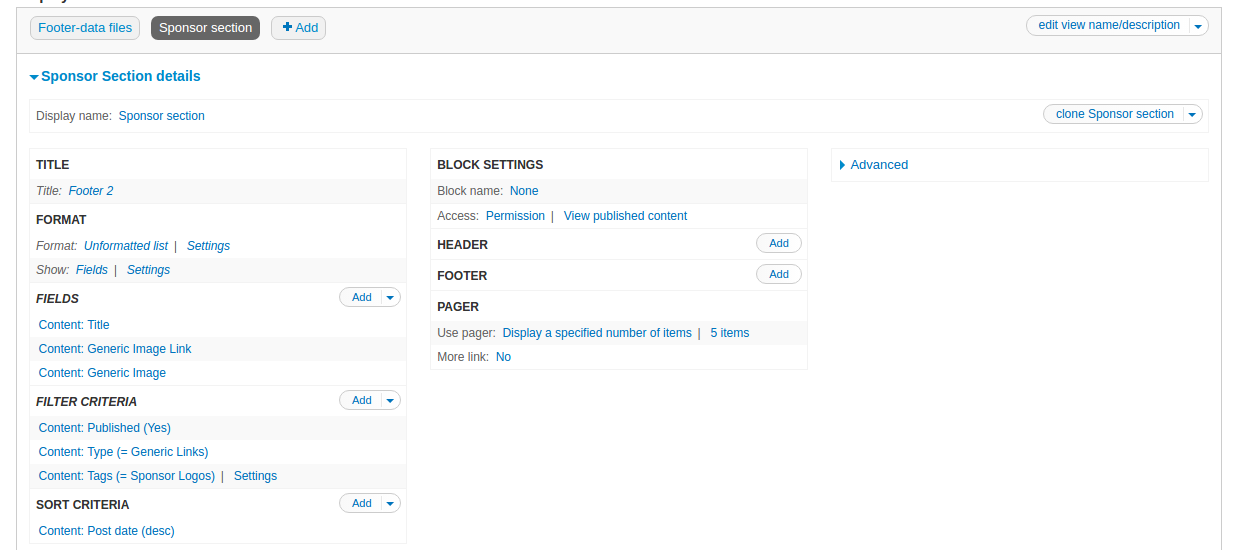 Footer-data files
Sponsor section
Add
edit view name/description
Sponsor Section details
Display name: Sponsor section
clone Sponsor section
TITLE
Title: Footer 2
FORMAT
Format: Unformatted list | Settings
Show: Fields | Settings
FIELDS
Add
Content: Title
Content: Generic Image Link
Content: Generic Image
FILTER CRITERIA
Add
Content: Published (Yes)
Content: Type (= Generic Links)
Content: Tags (= Sponsor Logos) | Settings
SORT CRITERIA
Add
Content: Post date (desc)
BLOCK SETTINGS
Block name: None
Access: Permission | View published content
HEADER
Add
FOOTER
Add
PAGER
Use pager: Display a specified number of items | 5 items
More link: No
Advanced